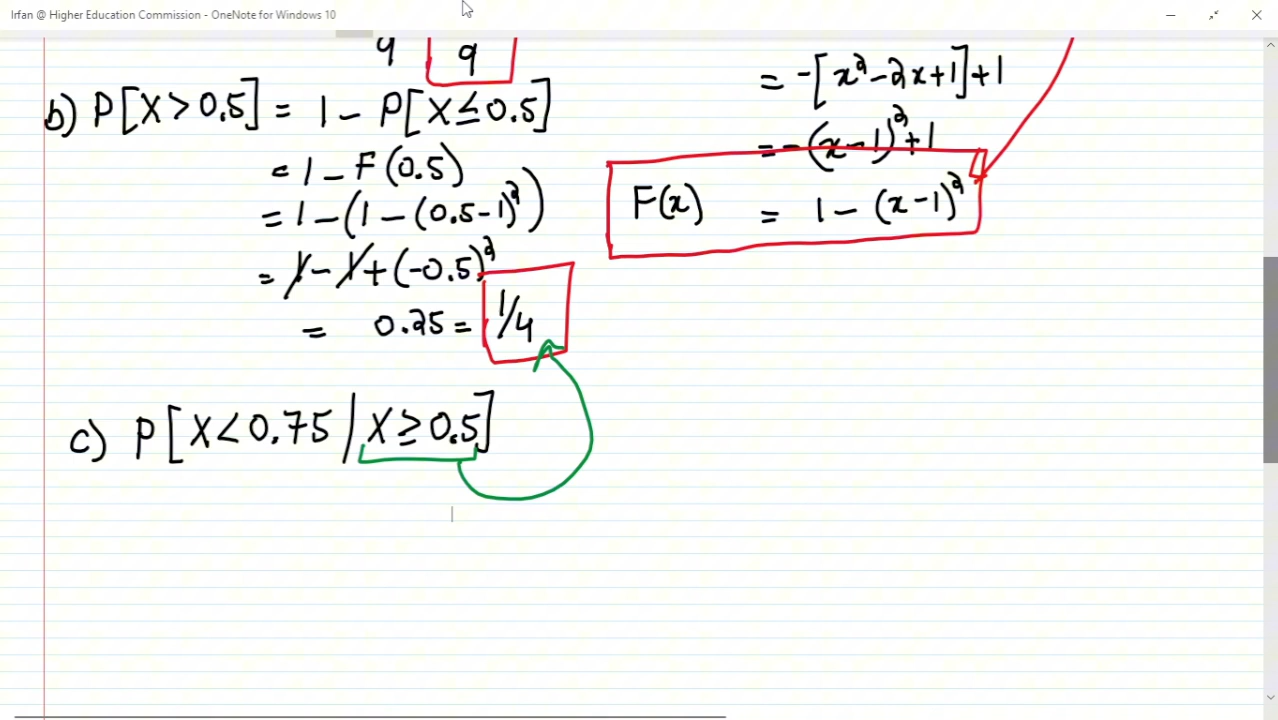 Irfan @ Higher Education Commission - OneNote for Windows 10
9 9
b) P[X>0.5] = 1 - P[X≤0.5]
= 1 - F(0.5)
= 1 - (1 - (0.5-1)²)
= 1 - 1 + (-0.5)²
= 0.25 = 1/4
c) P[X<0.75 / X≥0.5]
= -[x²-2x+1]+1
= -(x-1)²+1
F(x) = 1 - (x-1)²